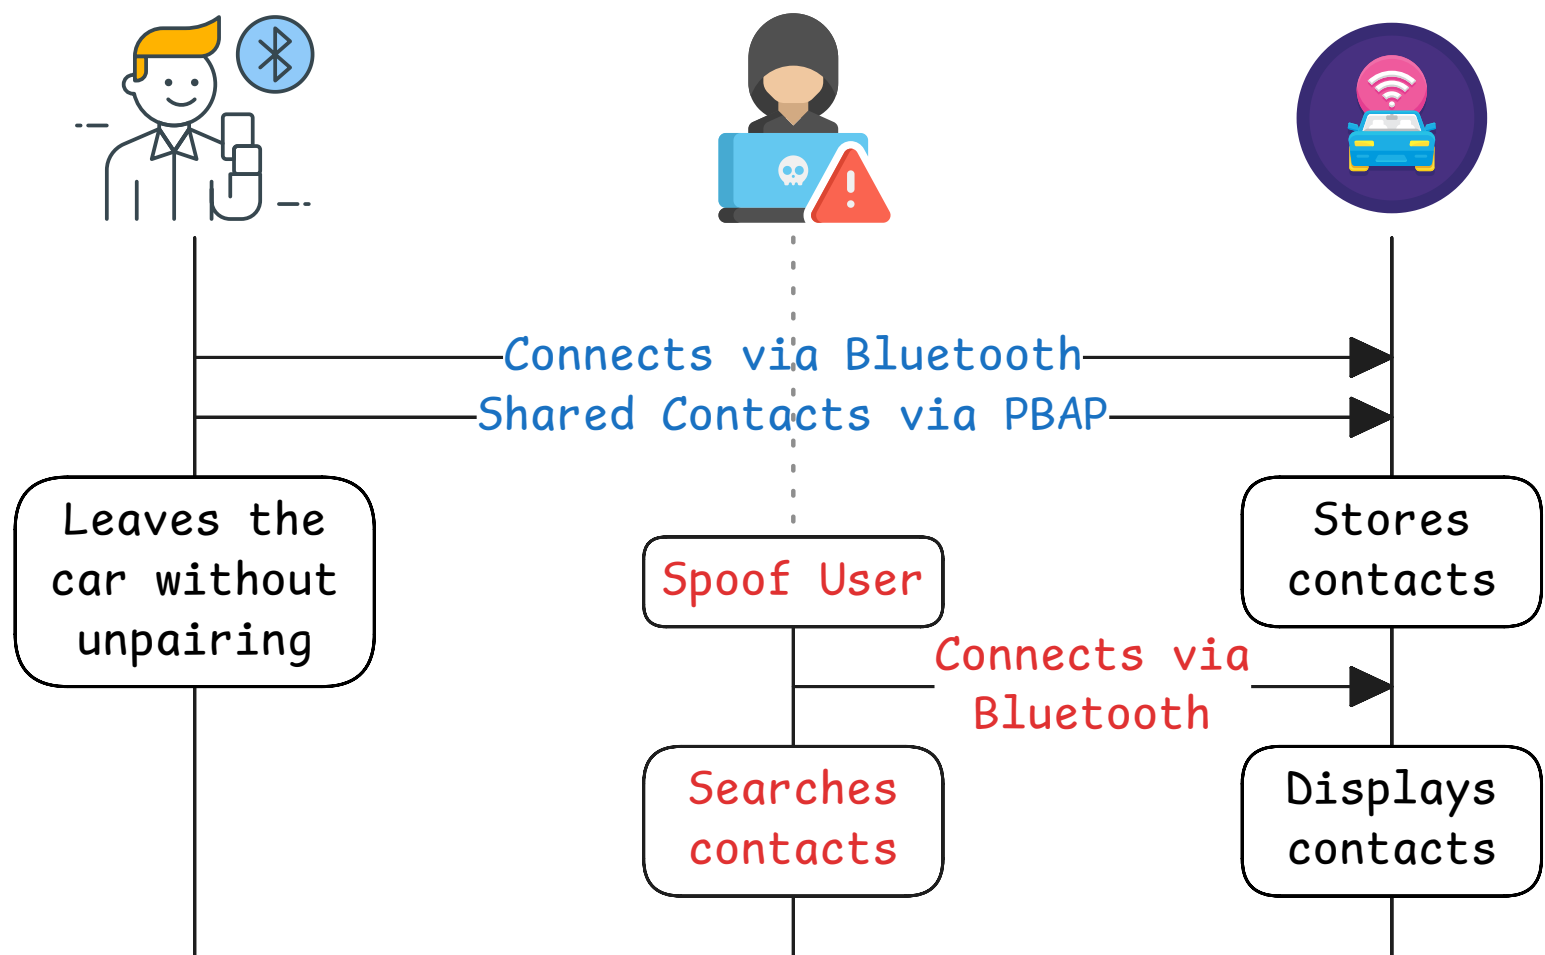 Connects via Bluetooth
Shared Contacts via PBAP
Leaves the
car without
unpairing
Stores
contacts
Spoof User
Connects via
Bluetooth
Searches
contacts
Displays
contacts